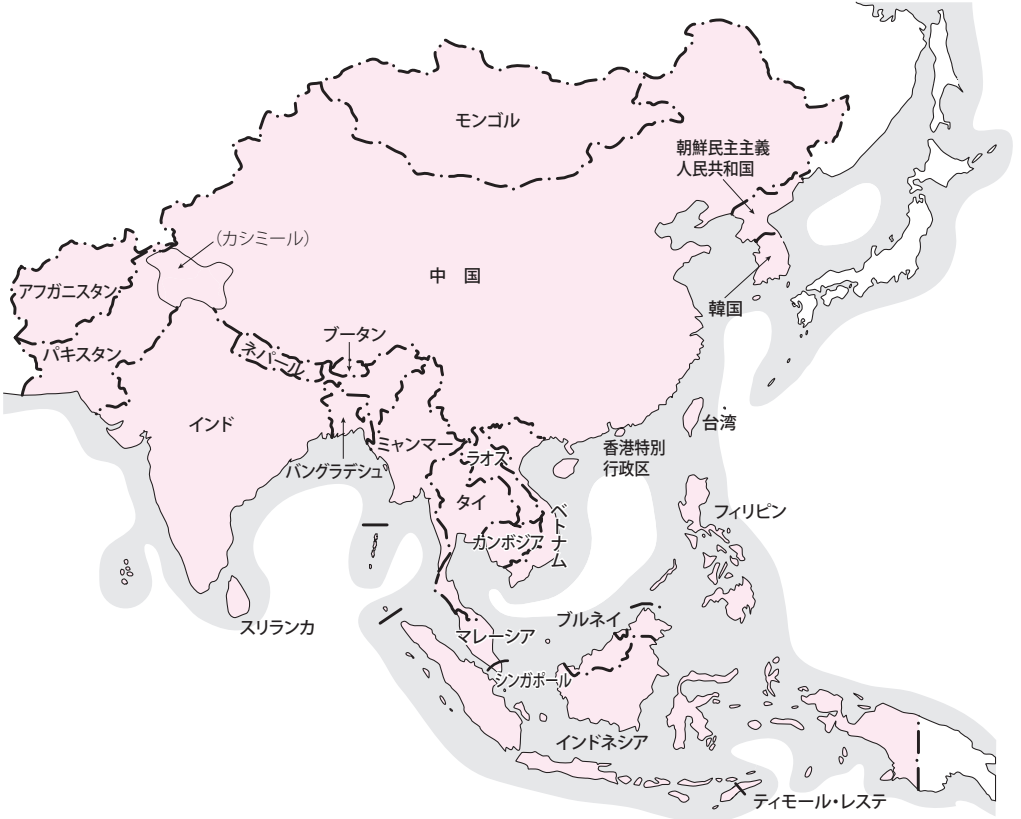 モンゴル
朝鮮民主主義
人民共和国
（カシミール）
中　国
アフガニスタン
韓国
ブータン
パキスタン
ネパール
インド
台湾
ミャンマー
香港特別
行政区
ラオス
バングラデシュ
タイ
ベトナム
フィリピン
カンボジア
スリランカ
ブルネイ
マレーシア
シンガポール
インドネシア
ティモール・レステ